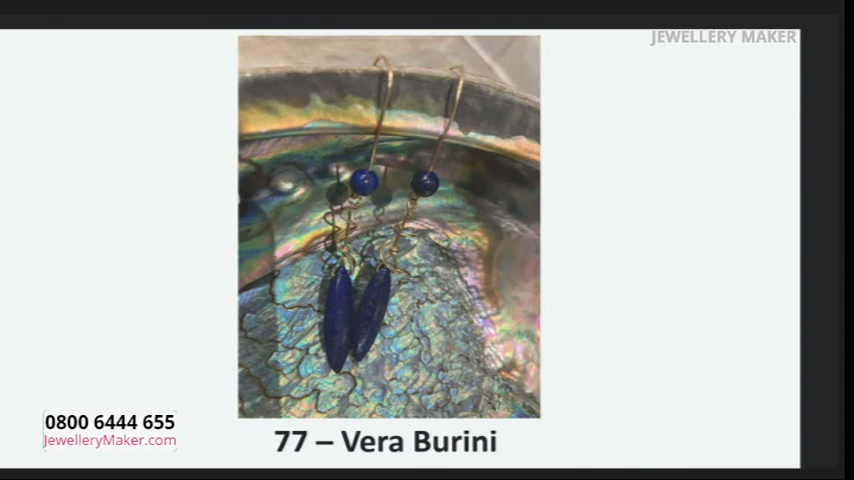 JEWELLERY MAKER
0800 6444 655
JewelleryMaker.com
77 – Vera Burini